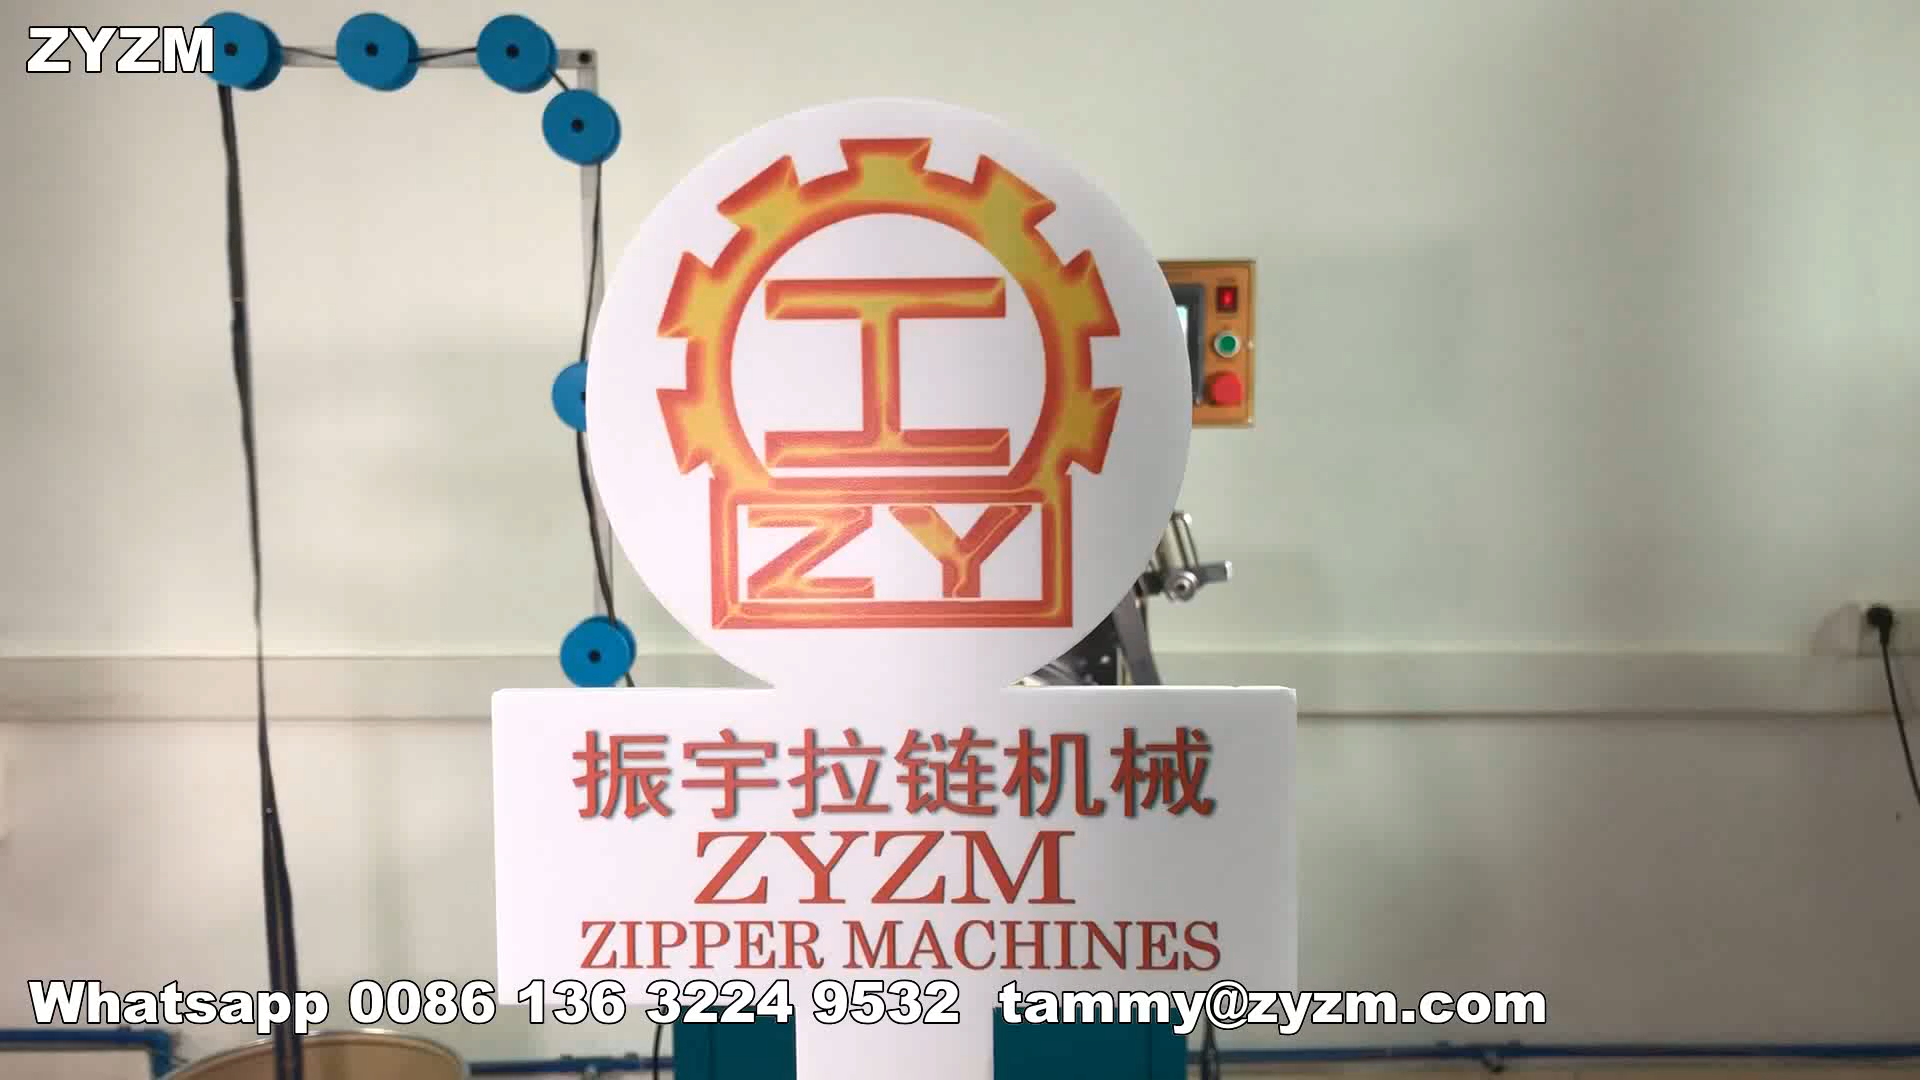 ZYZM
工
ZY
振宇拉链机械
ZYZM
ZIPPER MACHINES
Whatsapp 0086 136 3224 9532 tammy@zyzm.com